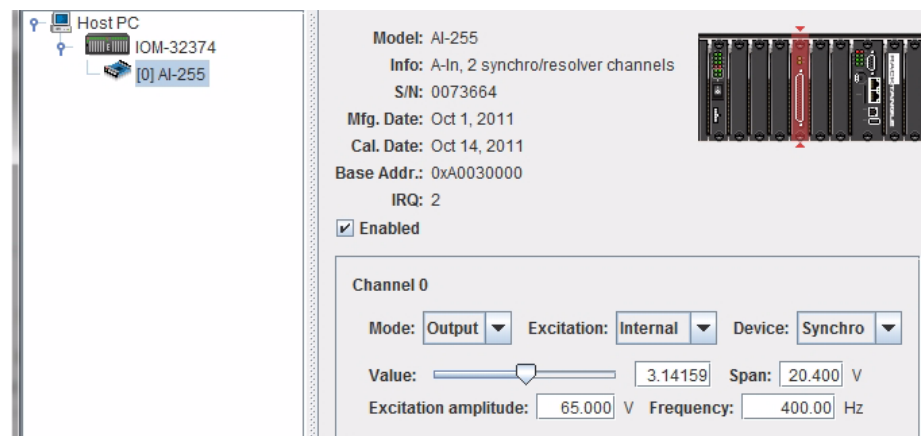 Host PC
IOM-32374
[0] AI-255
Model: AI-255
Info: A-In, 2 synchro/resolver channels
S/N: 0073664
Mfg. Date: Oct 1, 2011
Cal. Date: Oct 14, 2011
Base Addr.: 0xA0030000
IRQ: 2
Enabled
RACKTANGLE
Channel 0
Mode: Output Excitation: Internal Device: Synchro
Value: 3.14159 Span: 20.400 V
Excitation amplitude: 65.000 V Frequency: 400.00 Hz